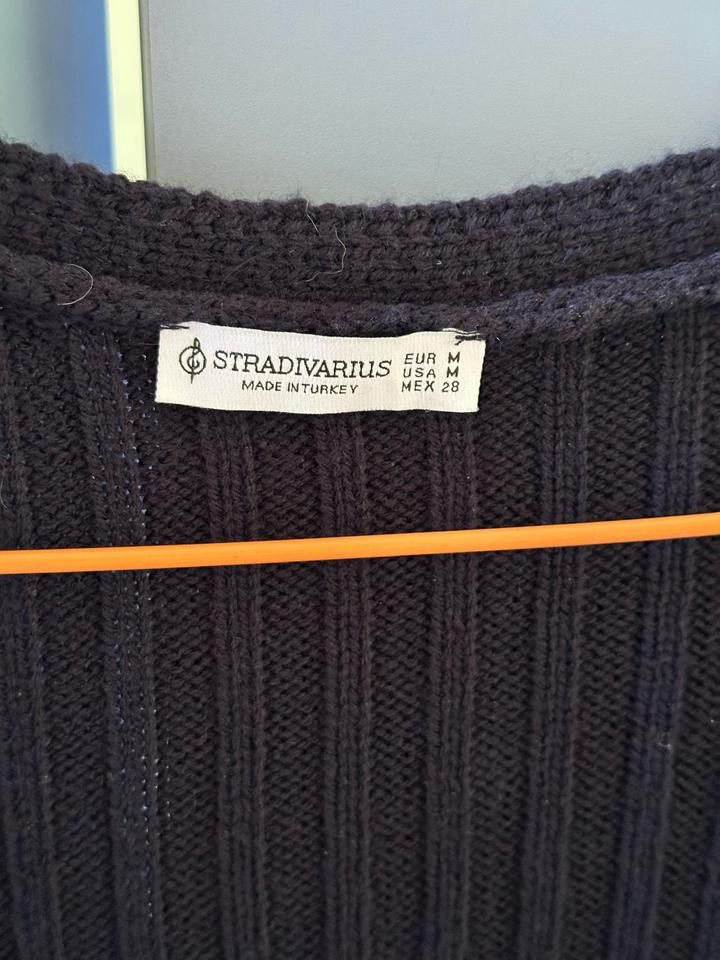 STRADIVARIUS
MADE IN TURKEY
EUR M
USA M
MEX 28